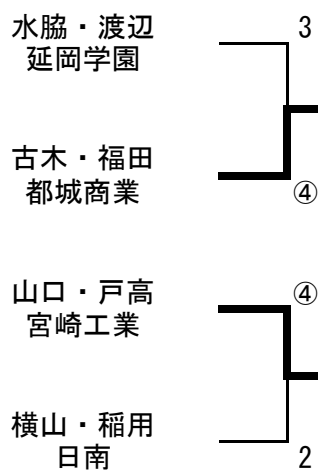 水脇・渡辺 3
延岡学園
古木・福田
都城商業 ④
山口・戸高 ④
宮崎工業
横山・稲用
日南 2